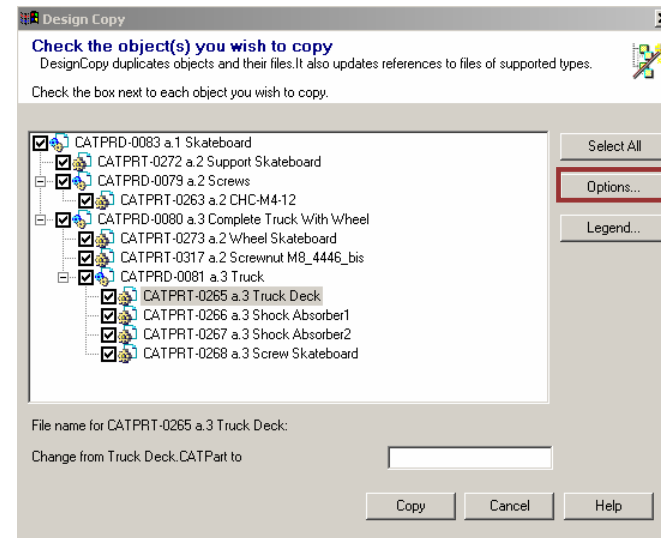 Design Copy
Check the object(s) you wish to copy
DesignCopy duplicates objects and their files.It also updates references to files of supported types.
Check the box next to each object you wish to copy.
CATPRD-0083 a.1 Skateboard
CATPRT-0272 a.2 Support Skateboard
CATPRD-0079 a.2 Screws
CATPRT-0263 a.2 CHC-M4-12
CATPRD-0080 a.3 Complete Truck With Wheel
CATPRT-0273 a.2 Wheel Skateboard
CATPRT-0317 a.2 Screwnut M8_4446_bis
CATPRD-0081 a.3 Truck
CATPRT-0265 a.3 Truck Deck
CATPRT-0266 a.3 Shock Absorber1
CATPRT-0267 a.3 Shock Absorber2
CATPRT-0268 a.3 Screw Skateboard
Select All
Options...
Legend...
File name for CATPRT-0265 a.3 Truck Deck:
Change from Truck Deck.CATPart to
Copy Cancel Help